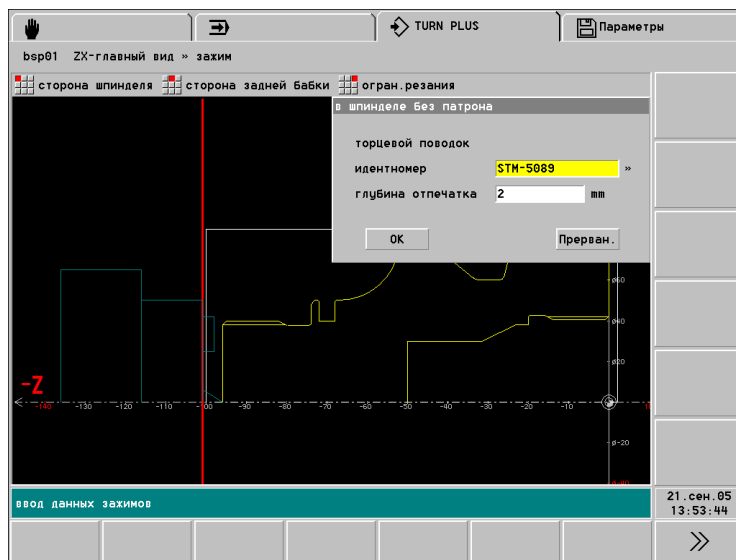 TURN PLUS
Параметры
bsp01 ZX-главный вид » зажим
сторона шпинделя сторона задней бабки огран.резания
в шпинделе без патрона
торцевой поводок
идентномер STM-5089 »
глубина отпечатка 2 mm
OK Прерван.
ø60
ø40
ø20
-Z
-140 -130 -120 -110 -100 -90 -80 -70 -60 -50 -40 -30 -20 -10
ø-20
ø-40
ввод данных зажимов
21.сен.05
13:53:44